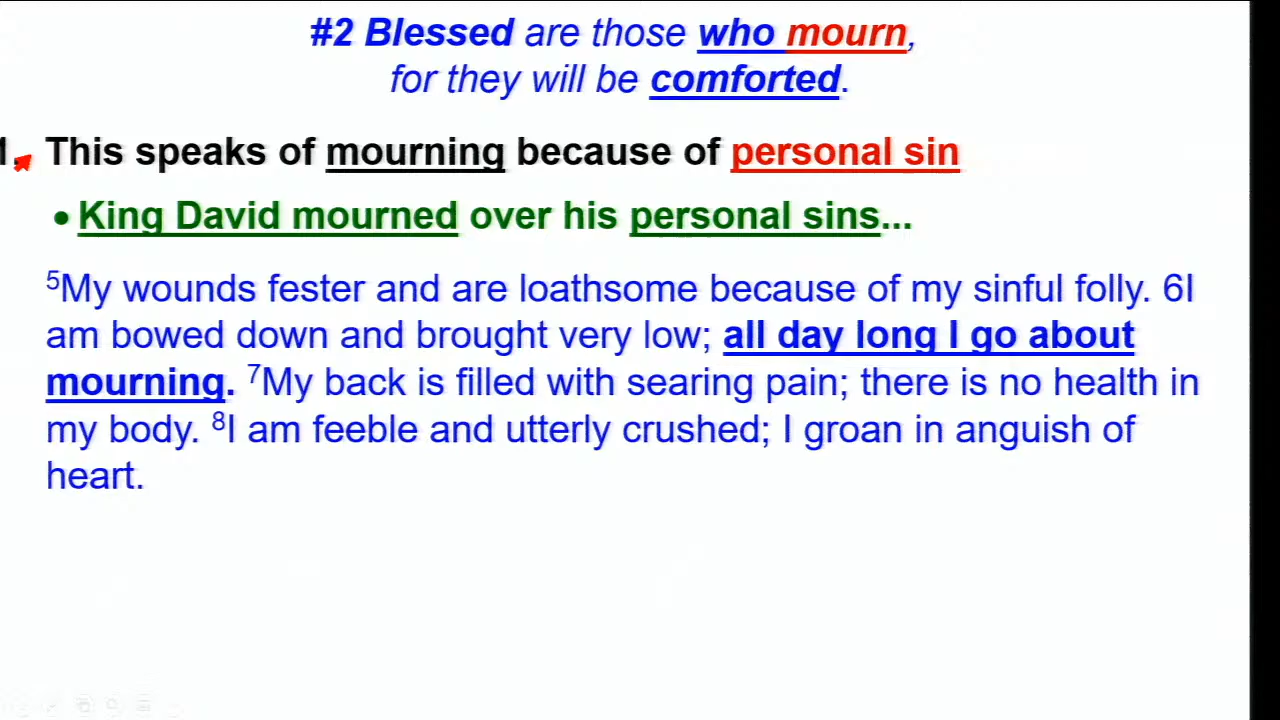 #2 Blessed are those who mourn,
for they will be comforted.
1. This speaks of mourning because of personal sin
• King David mourned over his personal sins...
⁵My wounds fester and are loathsome because of my sinful folly. 6I
am bowed down and brought very low; all day long I go about
mourning. ⁷My back is filled with searing pain; there is no health in
my body. ⁸I am feeble and utterly crushed; I groan in anguish of
heart.